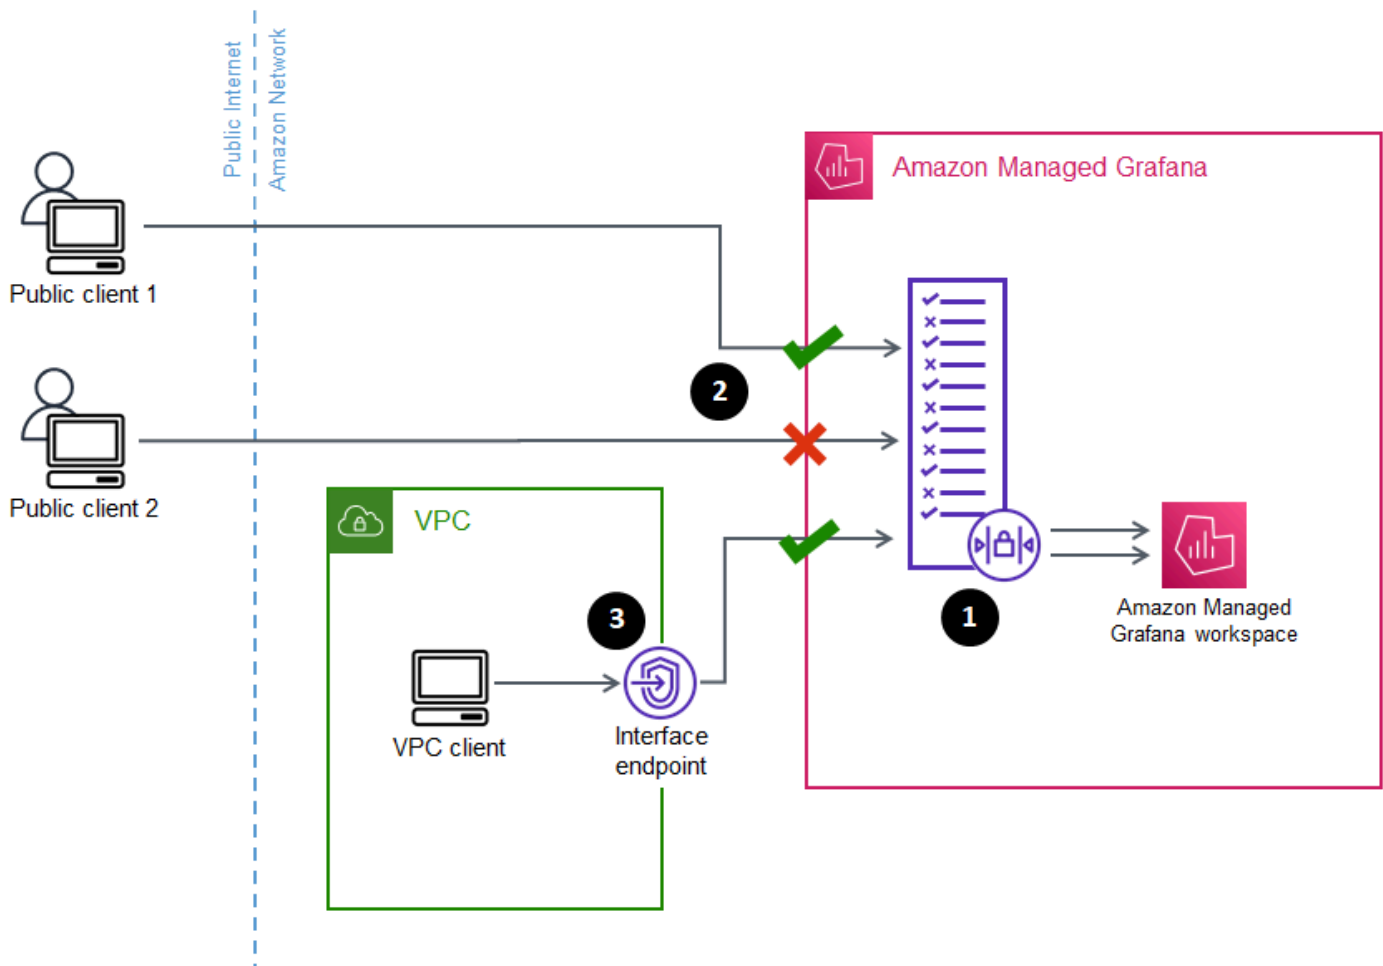 Public Internet
Amazon Network
Amazon Managed Grafana
Public client 1
2
Public client 2
VPC
3
1
Amazon Managed
Grafana workspace
VPC client
Interface
endpoint